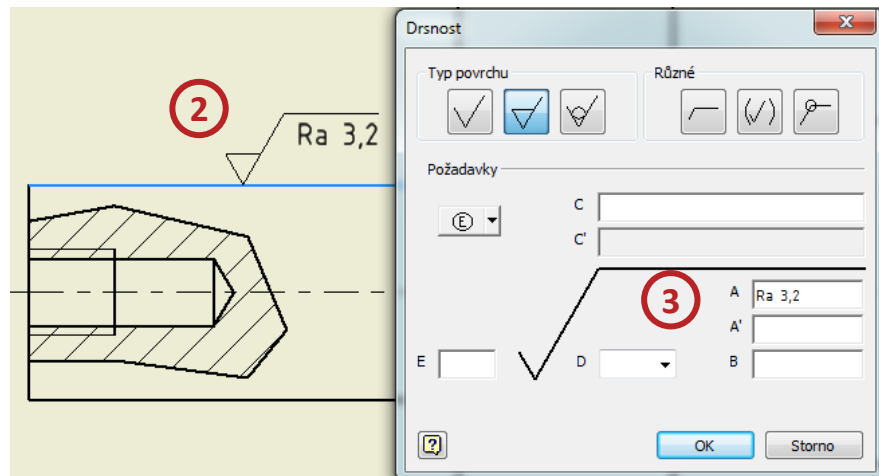 2
Ra 3,2
Drsnost
Typ povrchu
Různé
Požadavky
E
C
C'
3
A Ra 3,2
A'
E
D
B
?
OK
Storno